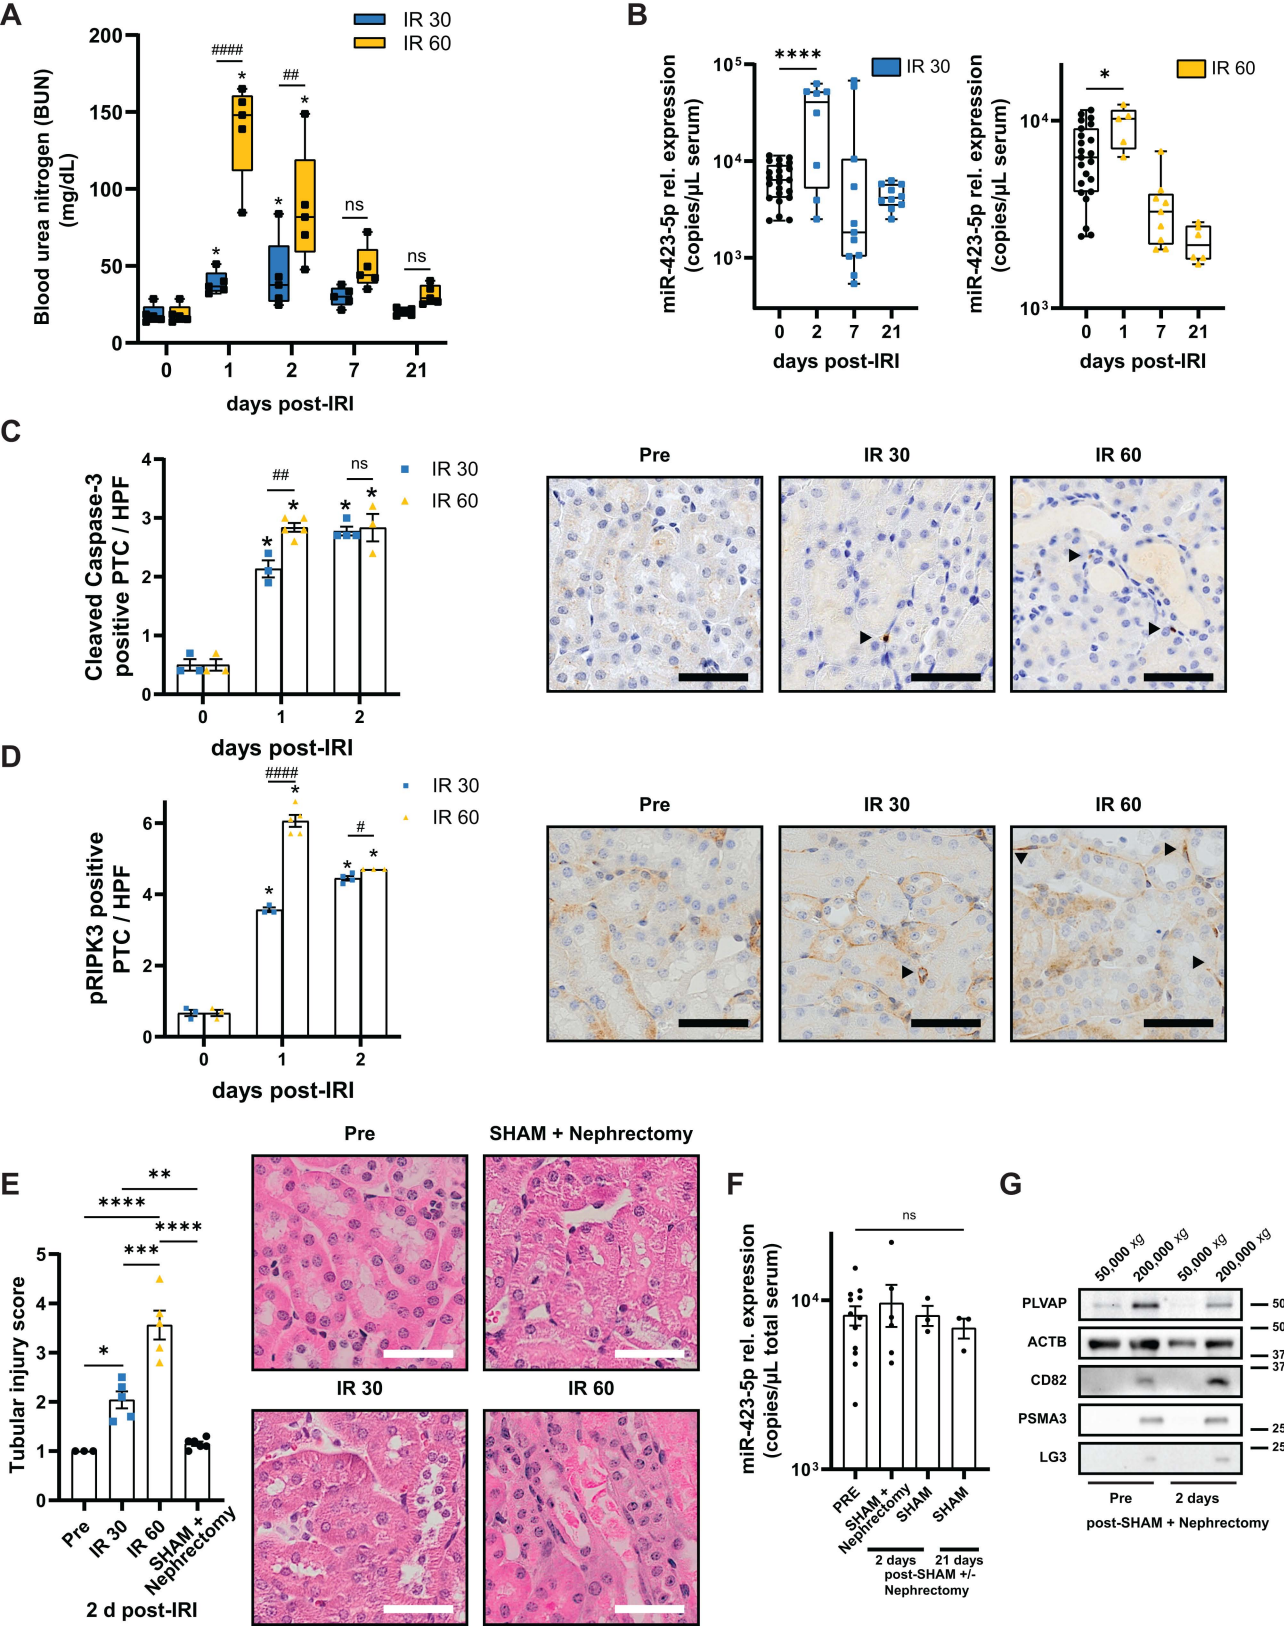 A
IR 30
IR 60
Blood urea nitrogen (BUN)
(mg/dL)
200
150
100
50
0
####
*
*
##
*
*
ns
ns
0 1 2 7 21
days post-IRI
B
miR-423-5p rel. expression
(copies/µL serum)
10⁵
10⁴
10³
****
IR 30
0 2 7 21
days post-IRI
miR-423-5p rel. expression
(copies/µL serum)
10⁴
10³
*
IR 60
0 1 7 21
days post-IRI
C
Cleaved Caspase-3
positive PTC / HPF
4
3
2
1
0
##
*
*
ns
*
*
IR 30
IR 60
0 1 2
days post-IRI
Pre
IR 30
IR 60
D
pRIPK3 positive
PTC / HPF
6
4
2
0
####
*
*
#
*
*
IR 30
IR 60
0 1 2
days post-IRI
Pre
IR 30
IR 60
E
Tubular injury score
5
4
3
2
1
0
**
****
****
***
*
Pre
IR 30
IR 60
SHAM +
Nephrectomy
2 d post-IRI
Pre
SHAM + Nephrectomy
IR 30
IR 60
F
miR-423-5p rel. expression
(copies/µL total serum)
10⁴
10³
ns
PRE
SHAM +
Nephrectomy
SHAM
SHAM
2 days
21 days
post-SHAM +/-
Nephrectomy
G
50,000 xg
200,000 xg
50,000 xg
200,000 xg
PLVAP
50
ACTB
50
37
CD82
37
PSMA3
25
LG3
25
Pre
2 days
post-SHAM + Nephrectomy